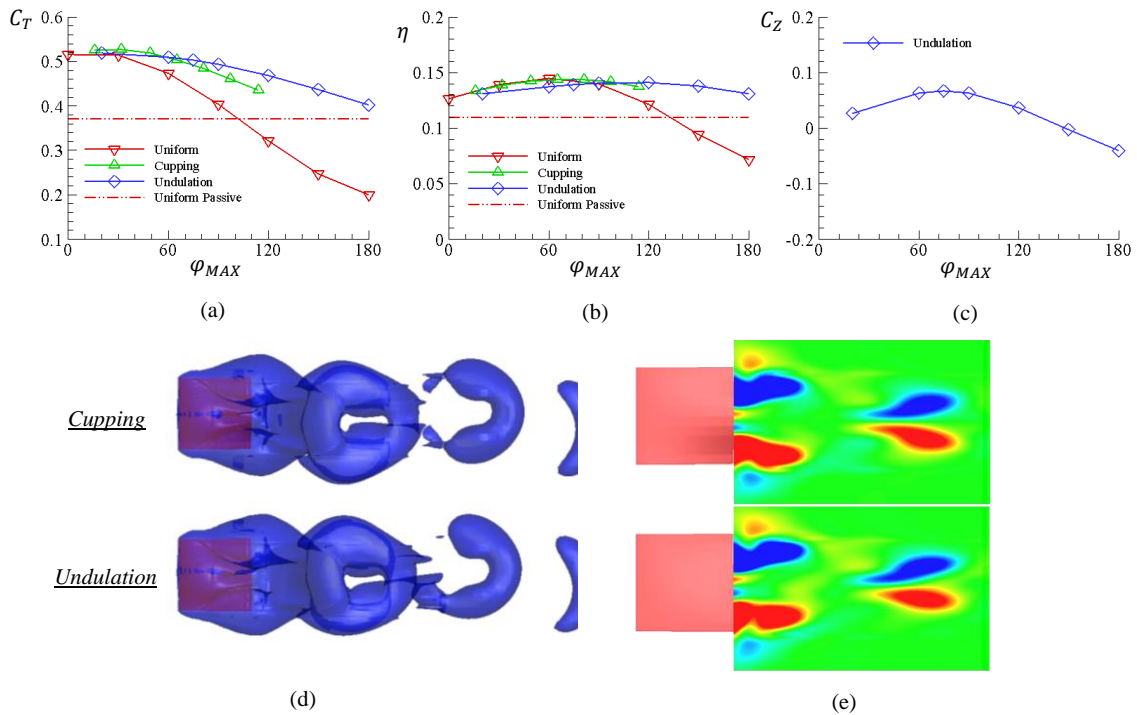 C_T
0.6
0.5
0.4
0.3
0.2
0.1
0 60 120 180
φ_MAX
Uniform
Cupping
Undulation
Uniform Passive
(a)
η
0.2
0.15
0.1
0.05
0
0 60 120 180
φ_MAX
Uniform
Cupping
Undulation
Uniform Passive
(b)
C_Z
0.2
0.1
0
-0.1
-0.2
0 60 120 180
φ_MAX
Undulation
(c)
Cupping
Undulation
(d)
(e)